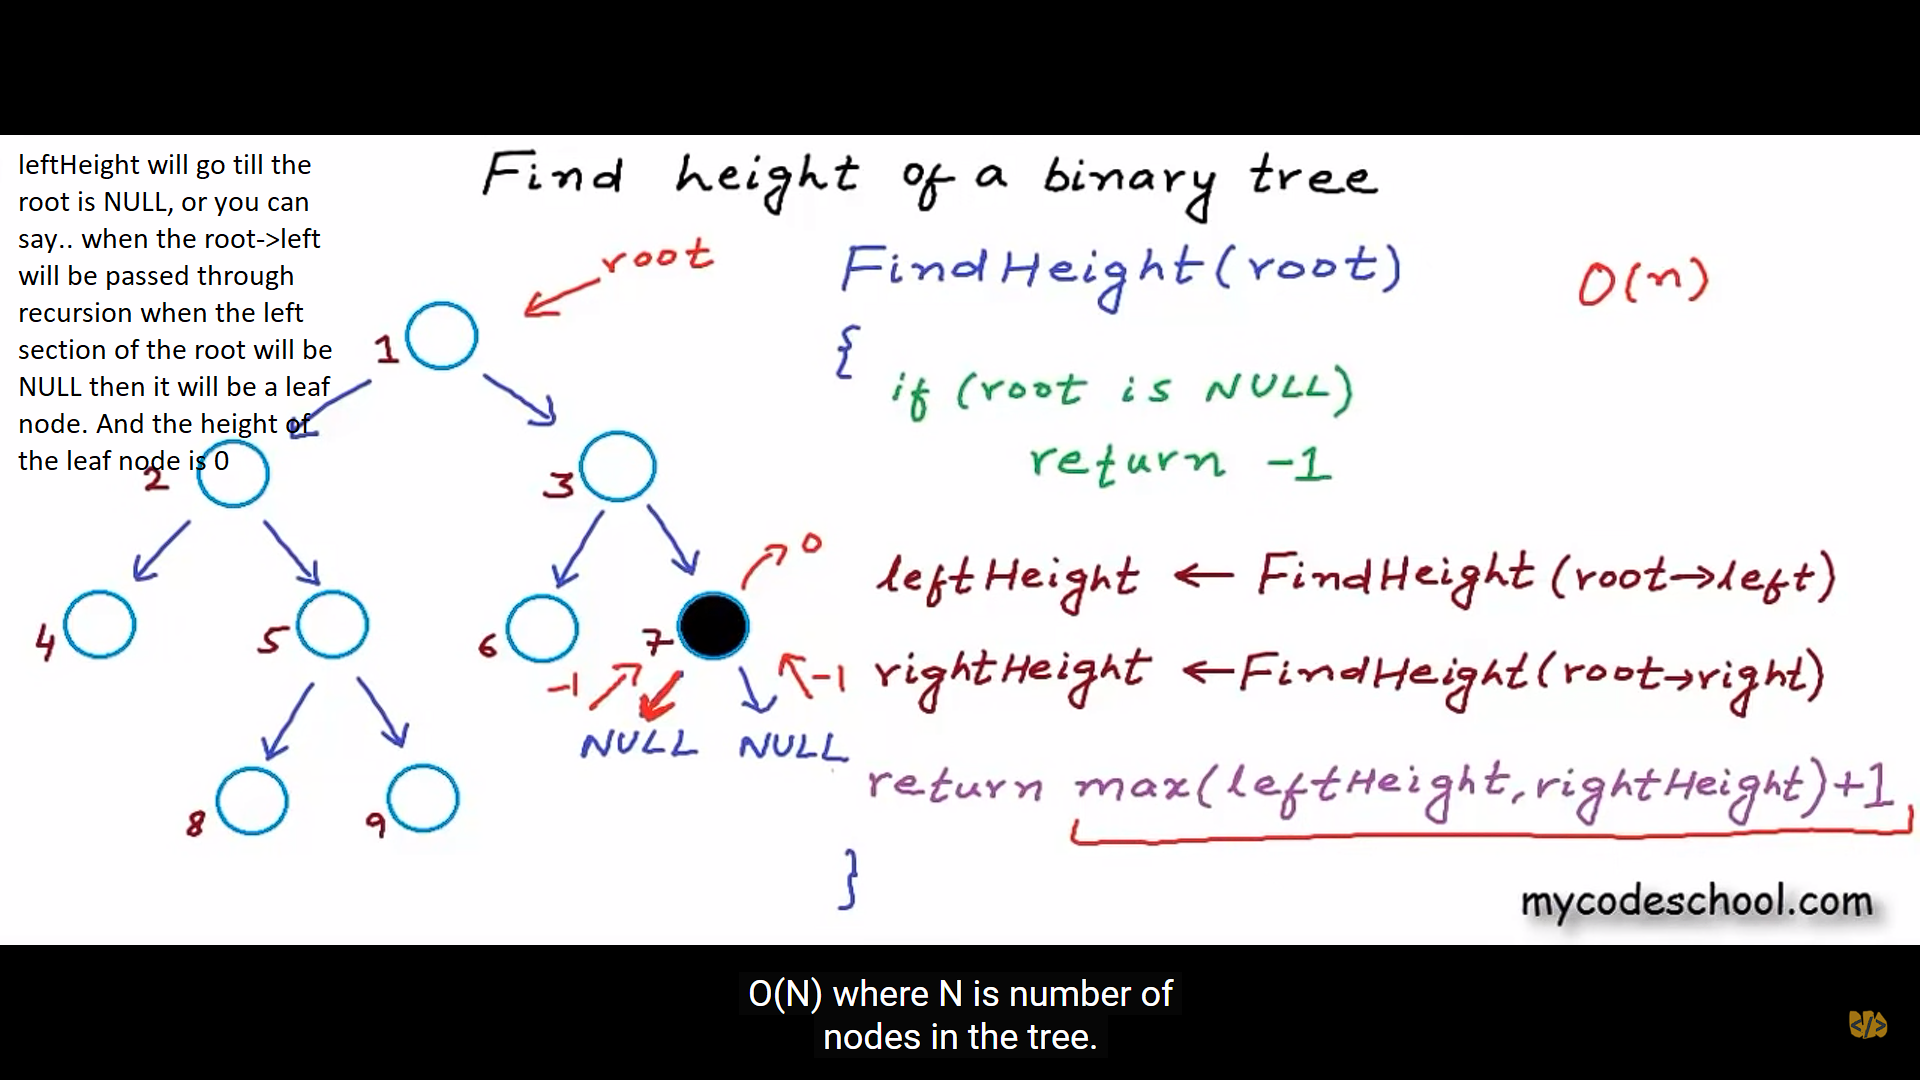 leftHeight will go till the
root is NULL, or you can
say.. when the root->left
will be passed through
recursion when the left
section of the root will be
NULL then it will be a leaf
node. And the height of
the leaf node is 0
Find height of a binary tree
root
1
2
3
4
5
6
7
0
-1
-1
NULL NULL
8
9
FindHeight(root)
O(n)
{
if (root is NULL)
return -1
leftHeight ← FindHeight(root→left)
rightHeight ← FindHeight(root→right)
return max(leftHeight, rightHeight)+1
}
mycodeschool.com
O(N) where N is number of
nodes in the tree.